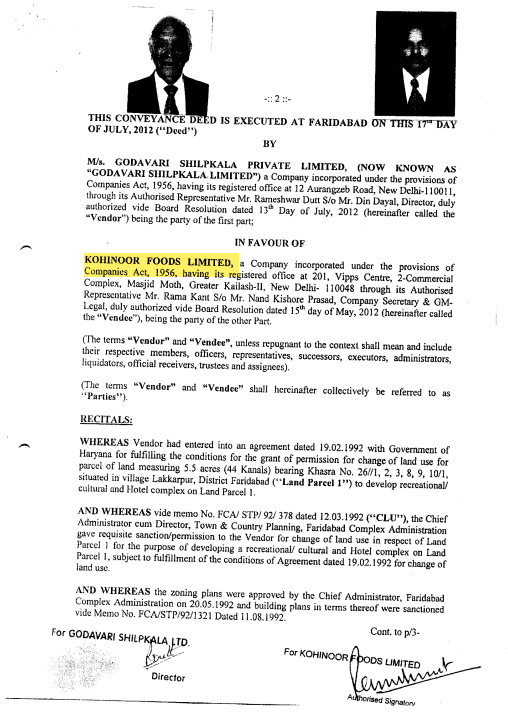 -:: 2 ::-
THIS CONVEYANCE DEED IS EXECUTED AT FARIDABAD ON THIS 17th DAY
OF JULY, 2012 ("Deed")
BY
M/s. GODAVARI SHILPKALA PRIVATE LIMITED, (NOW KNOWN AS
"GODAVARI SHILPKALA LIMITED") a Company incorporated under the provisions of
Companies Act, 1956, having its registered office at 12 Aurangzeb Road, New Delhi-110011,
through its Authorised Representative Mr. Rameshwar Dutt S/o Mr. Din Dayal, Director, duly
authorized vide Board Resolution dated 13th Day of July, 2012 (hereinafter called the
"Vendor") being the party of the first part;
IN FAVOUR OF
KOHINOOR FOODS LIMITED, a Company incorporated under the provisions of
Companies Act, 1956, having its registered office at 201, Vipps Centre, 2-Commercial
Complex, Masjid Moth, Greater Kailash-II, New Delhi- 110048 through its Authorised
Representative Mr. Rama Kant S/o Mr. Nand Kishore Prasad, Company Secretary & GM-
Legal, duly authorized vide Board Resolution dated 15th day of May, 2012 (hereinafter called
the "Vendee"), being the party of the other Part.
(The terms "Vendor" and "Vendee", unless repugnant to the context shall mean and include
their respective members, officers, representatives, successors, executors, administrators,
liquidators, official receivers, trustees and assignees).
(The terms "Vendor" and "Vendee" shall hereinafter collectively be referred to as
"Parties").
RECITALS:
WHEREAS Vendor had entered into an agreement dated 19.02.1992 with Government of
Haryana for fulfilling the conditions for the grant of permission for change of land use for
parcel of land measuring 5.5 acres (44 Kanals) bearing Khasra No. 26//1, 2, 3, 8, 9, 10/1,
situated in village Lakkarpur, District Faridabad ("Land Parcel 1") to develop recreational/
cultural and Hotel complex on Land Parcel 1.
AND WHEREAS vide memo No. FCA/ STP/ 92/ 378 dated 12.03.1992 ("CLU"), the Chief
Administrator cum Director, Town & Country Planning, Faridabad Complex Administration
gave requisite sanction/permission to the Vendor for change of land use in respect of Land
Parcel 1 for the purpose of developing a recreational/ cultural and Hotel complex on Land
Parcel 1, subject to fulfillment of the conditions of Agreement dated 19.02.1992 for change of
land use.
AND WHEREAS the zoning plans were approved by the Chief Administrator, Faridabad
Complex Administration on 20.05.1992 and building plans in terms thereof were sanctioned
vide Memo No. FCA/STP/92/1321 Dated 11.08.1992.
Cont. to p/3-
For GODAVARI SHILPKALA LTD.
Director
For KOHINOOR FOODS LIMITED
Authorised Signatory